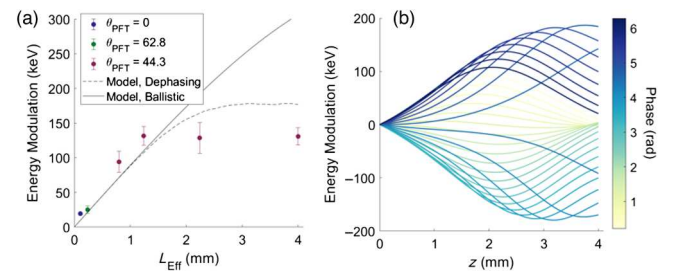 (a)
300
250
200
150
100
50
0
Energy Modulation (keV)
θPFT = 0
θPFT = 62.8
θPFT = 44.3
Model, Dephasing
Model, Ballistic
0 1 2 3 4
LEff (mm)
(b)
200
100
0
−100
−200
Energy Modulation (keV)
0 1 2 3 4
z (mm)
6
5
4
3
2
1
Phase (rad)